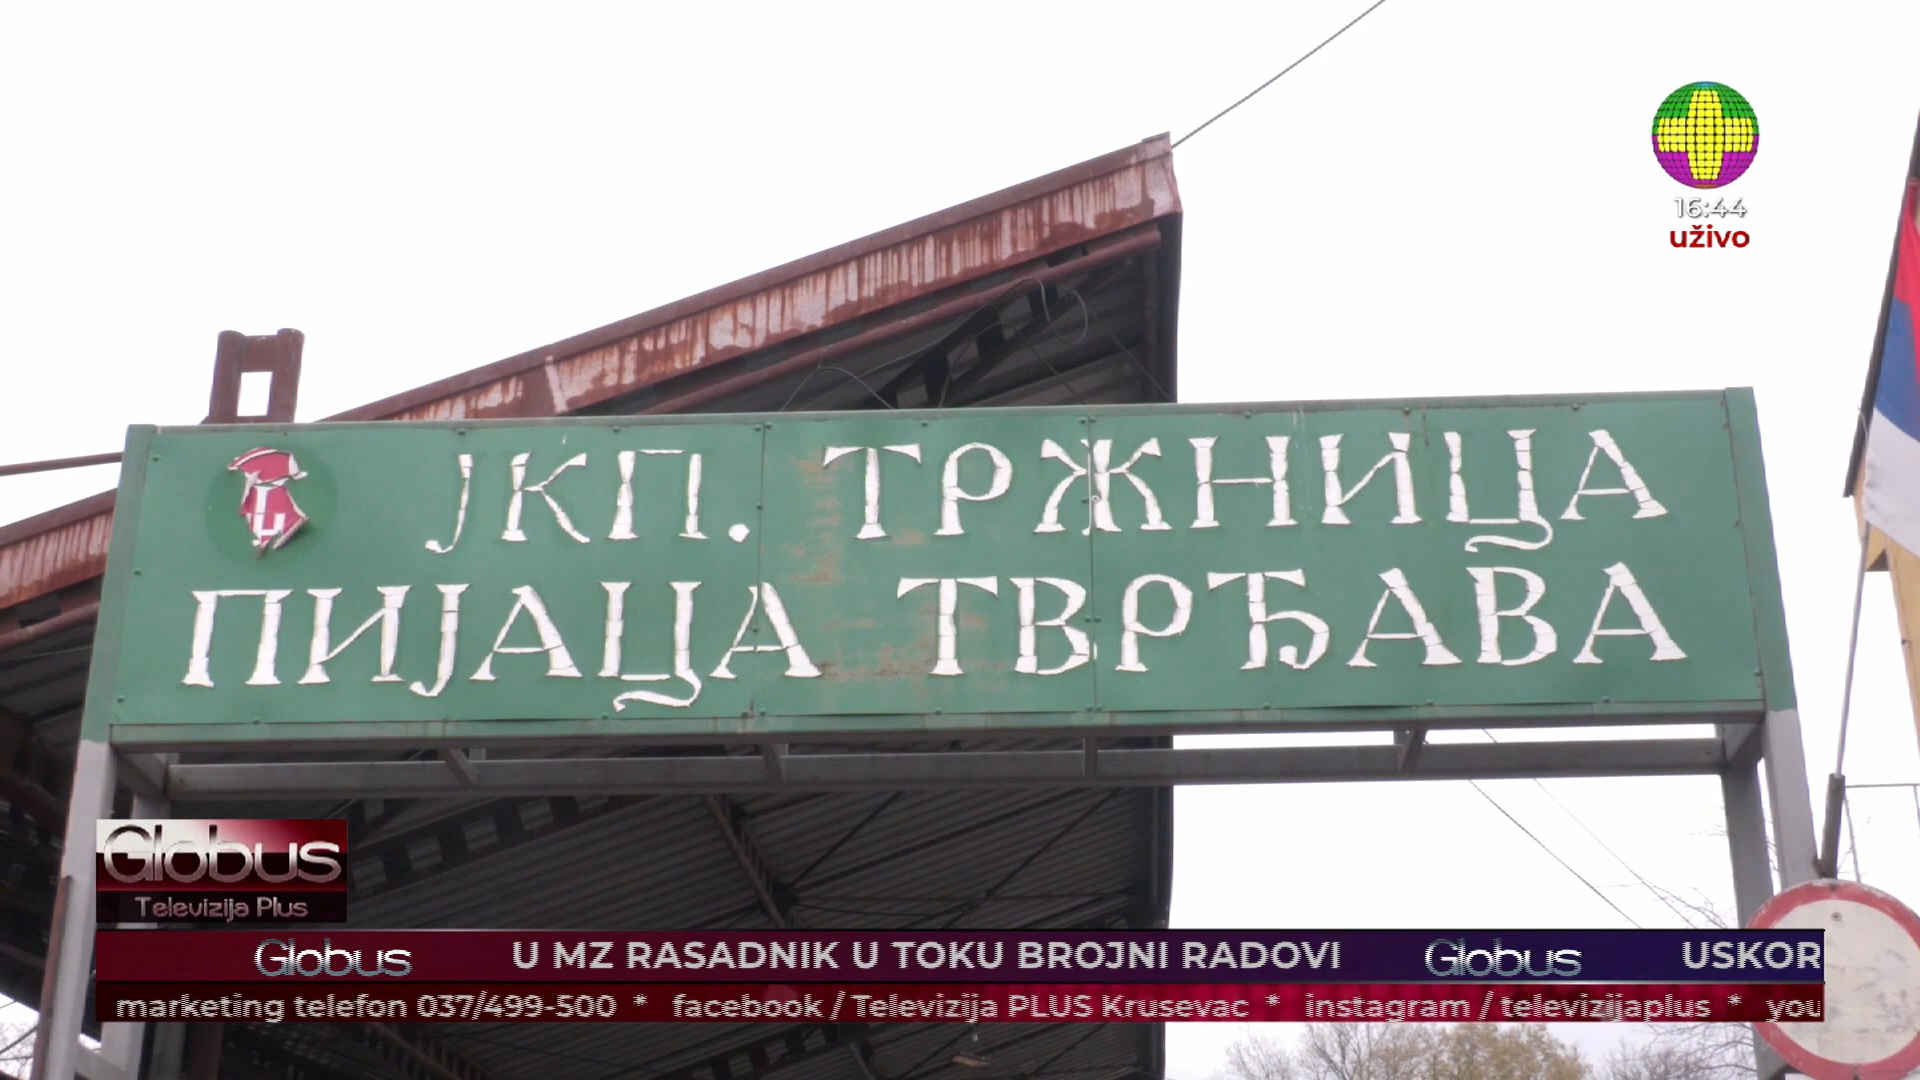 16:44
uživo
ЈКП. ТРЖНИЦА
ПИЈАЦА ТВРЂАВА
Globus
Televizija Plus
Globus U MZ RASADNIK U TOKU BROJNI RADOVI Globus USKOR
marketing telefon 037/499-500 * facebook / Televizija PLUS Krusevac * instagram / televizijaplus * you